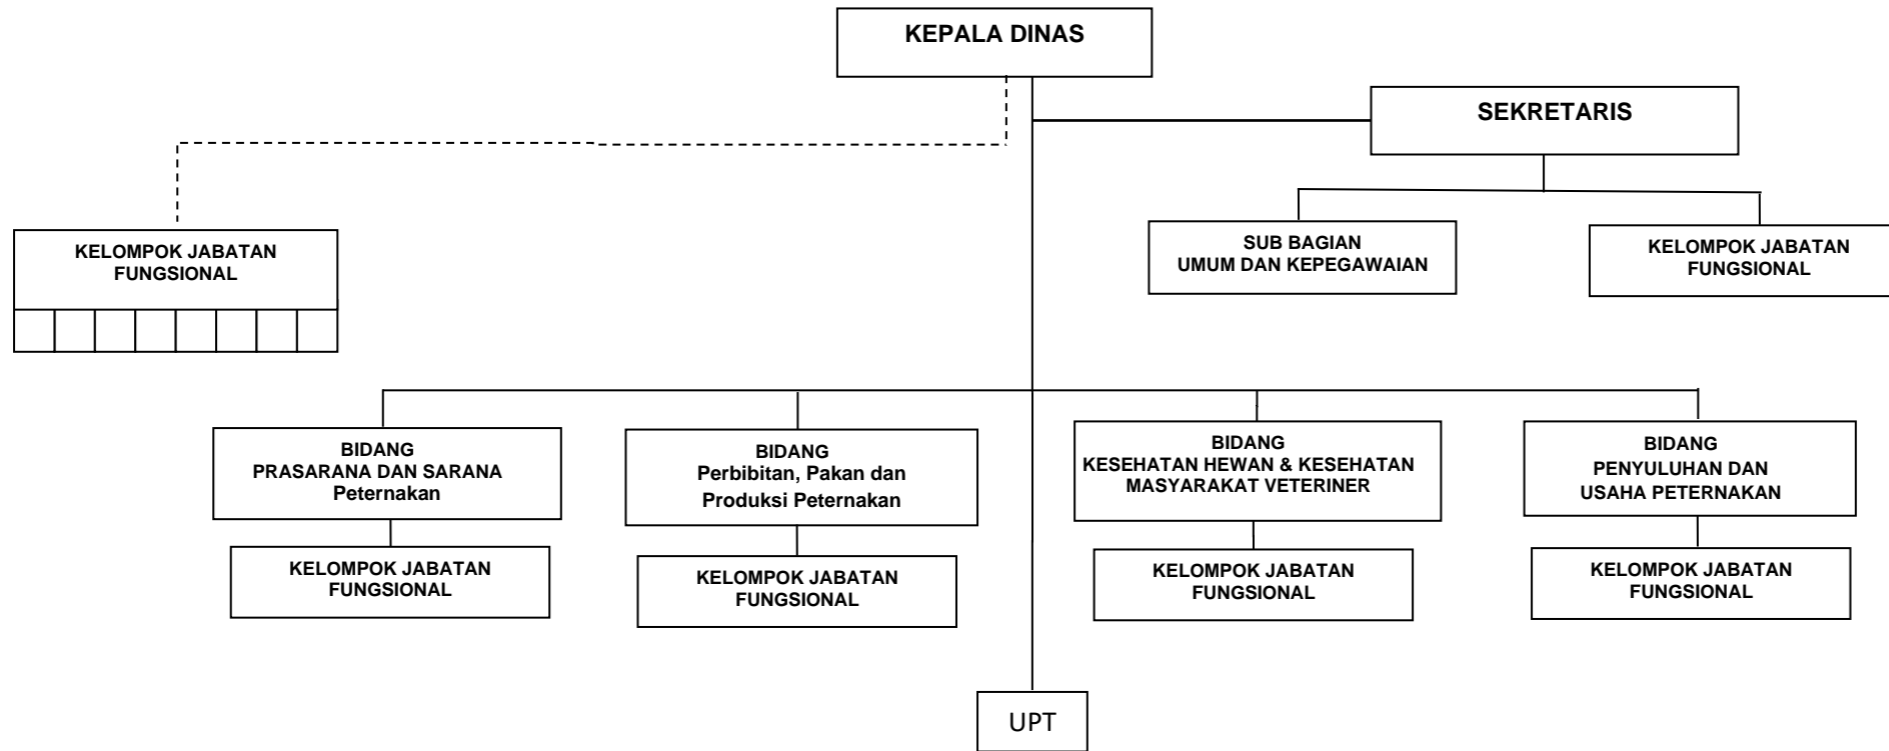 KEPALA DINAS
SEKRETARIS
KELOMPOK JABATAN
FUNGSIONAL
SUB BAGIAN
UMUM DAN KEPEGAWAIAN
KELOMPOK JABATAN
FUNGSIONAL
BIDANG
PRASARANA DAN SARANA
Peternakan
BIDANG
Perbibitan, Pakan dan
Produksi Peternakan
BIDANG
KESEHATAN HEWAN & KESEHATAN
MASYARAKAT VETERINER
BIDANG
PENYULUHAN DAN
USAHA PETERNAKAN
KELOMPOK JABATAN
FUNGSIONAL
KELOMPOK JABATAN
FUNGSIONAL
KELOMPOK JABATAN
FUNGSIONAL
KELOMPOK JABATAN
FUNGSIONAL
UPT